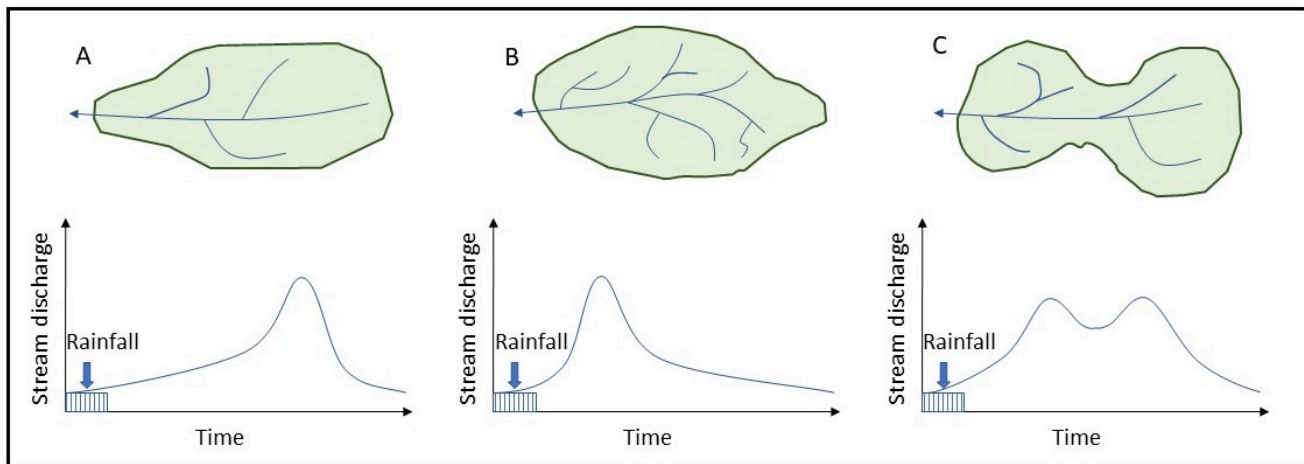 A
B
C
Stream discharge
Rainfall
Time
Stream discharge
Rainfall
Time
Stream discharge
Rainfall
Time